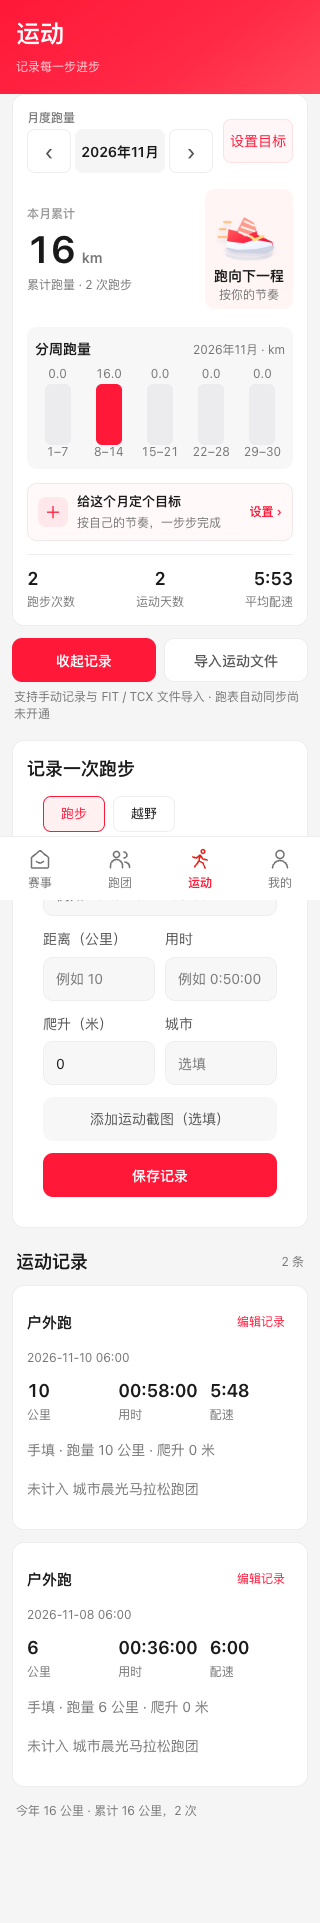 运动
记录每一步进步
月度跑量
‹ 2026年11月 › 设置目标
本月累计
16 km
累计跑量 · 2 次跑步
跑向下一程
按你的节奏
分周跑量 2026年11月 · km
0.0 16.0 0.0 0.0 0.0
1–7 8–14 15–21 22–28 29–30
给这个月定个目标
按自己的节奏，一步步完成
设置 ›
2 2 5:53
跑步次数 运动天数 平均配速
收起记录 导入运动文件
支持手动记录与 FIT / TCX 文件导入 · 跑表自动同步尚
未开通
记录一次跑步
跑步 越野
赛事 跑团 运动 我的
距离（公里） 用时
例如 10 例如 0:50:00
爬升（米） 城市
0 选填
添加运动截图（选填）
保存记录
运动记录 2 条
户外跑 编辑记录
2026-11-10 06:00
10 00:58:00 5:48
公里 用时 配速
手填 · 跑量 10 公里 · 爬升 0 米
未计入 城市晨光马拉松跑团
户外跑 编辑记录
2026-11-08 06:00
6 00:36:00 6:00
公里 用时 配速
手填 · 跑量 6 公里 · 爬升 0 米
未计入 城市晨光马拉松跑团
今年 16 公里 · 累计 16 公里，2 次